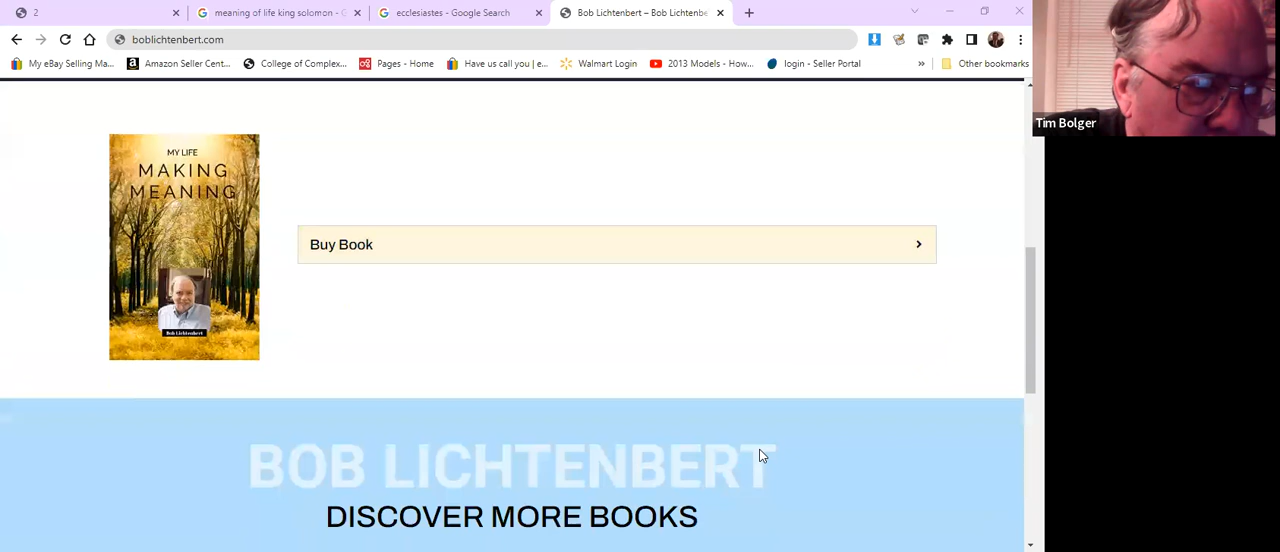 2
meaning of life king solomon - G
ecclesiastes - Google Search
Bob Lichtenbert – Bob Lichtenbe
boblichtenbert.com
My eBay Selling Ma...
Amazon Seller Cent...
College of Complex...
Pages - Home
Have us call you | e...
Walmart Login
2013 Models - How...
login - Seller Portal
»
Other bookmarks
Tim Bolger
MY LIFE
MAKING
MEANING
Bob Lichtenbert
Buy Book
BOB LICHTENBERT
DISCOVER MORE BOOKS